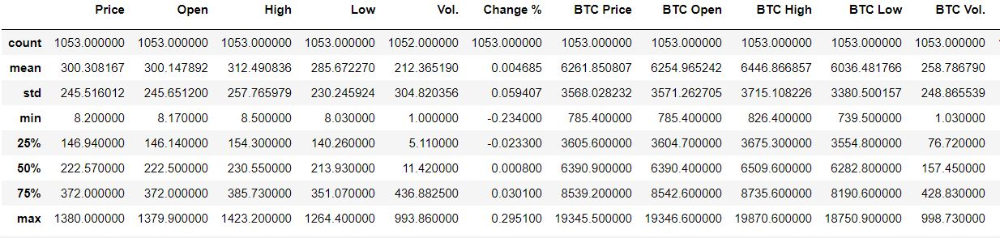 Price Open High Low Vol. Change % BTC Price BTC Open BTC High BTC Low BTC Vol.
count 1053.000000 1053.000000 1053.000000 1053.000000 1052.000000 1053.000000 1053.000000 1053.000000 1053.000000 1053.000000 1053.000000
mean 300.308167 300.147892 312.490836 285.672270 212.365190 0.004685 6261.850807 6254.965242 6446.866857 6036.481766 258.786790
std 245.516012 245.651200 257.765979 230.245924 304.820356 0.059407 3568.028232 3571.262705 3715.108226 3380.500157 248.865539
min 8.200000 8.170000 8.500000 8.030000 1.000000 -0.234000 785.400000 785.400000 826.400000 739.500000 1.030000
25% 146.940000 146.140000 154.300000 140.260000 5.110000 -0.023300 3605.600000 3604.700000 3675.300000 3554.800000 76.720000
50% 222.570000 222.500000 230.550000 213.930000 11.420000 0.000800 6390.900000 6390.400000 6509.600000 6282.800000 157.450000
75% 372.000000 372.000000 385.730000 351.070000 436.882500 0.030100 8539.200000 8542.600000 8735.600000 8190.600000 428.830000
max 1380.000000 1379.900000 1423.200000 1264.400000 993.860000 0.295100 19345.500000 19346.600000 19870.600000 18750.900000 998.730000